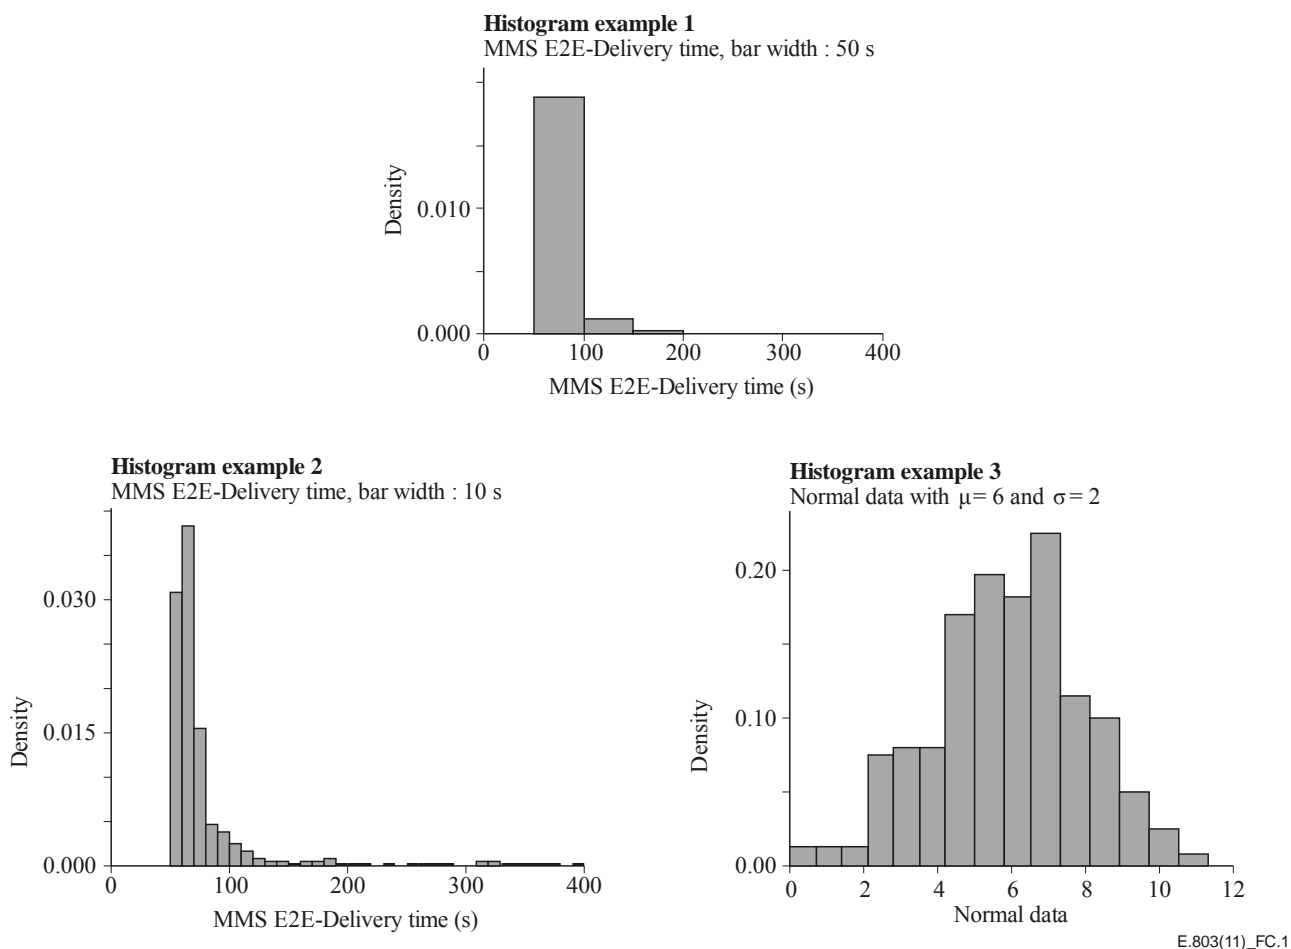 Histogram example 1
MMS E2E-Delivery time, bar width : 50 s
Density
0.010
0.000
0
100
200
300
400
MMS E2E-Delivery time (s)
Histogram example 2
MMS E2E-Delivery time, bar width : 10 s
Density
0.030
0.015
0.000
0
100
200
300
400
MMS E2E-Delivery time (s)
Histogram example 3
Normal data with μ= 6 and σ= 2
Density
0.20
0.10
0.00
0
2
4
6
8
10
12
Normal data
E.803(11)_FC.1